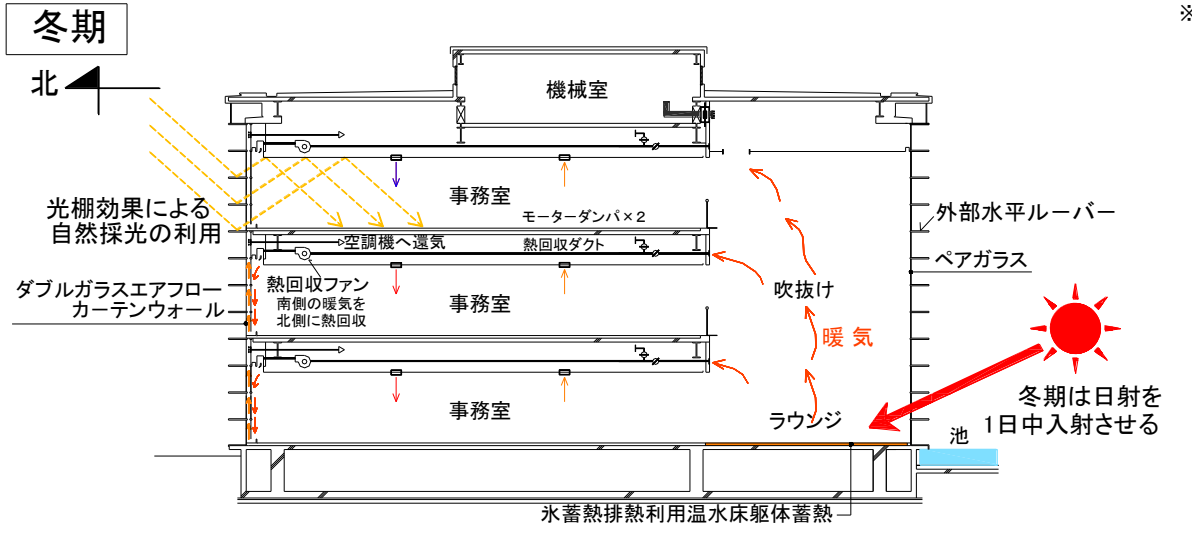 冬期
※
北
機械室
事務室
光棚効果による
自然採光の利用
モーターダンパ×2
外部水平ルーバー
空調機へ還気
熱回収ダクト
ペアガラス
熱回収ファン
南側の暖気を
北側に熱回収
ダブルガラスエアフロー
カーテンウォール
事務室
吹抜け
暖気
冬期は日射を
1日中入射させる
事務室
ラウンジ
池
氷蓄熱排熱利用温水床躯体蓄熱